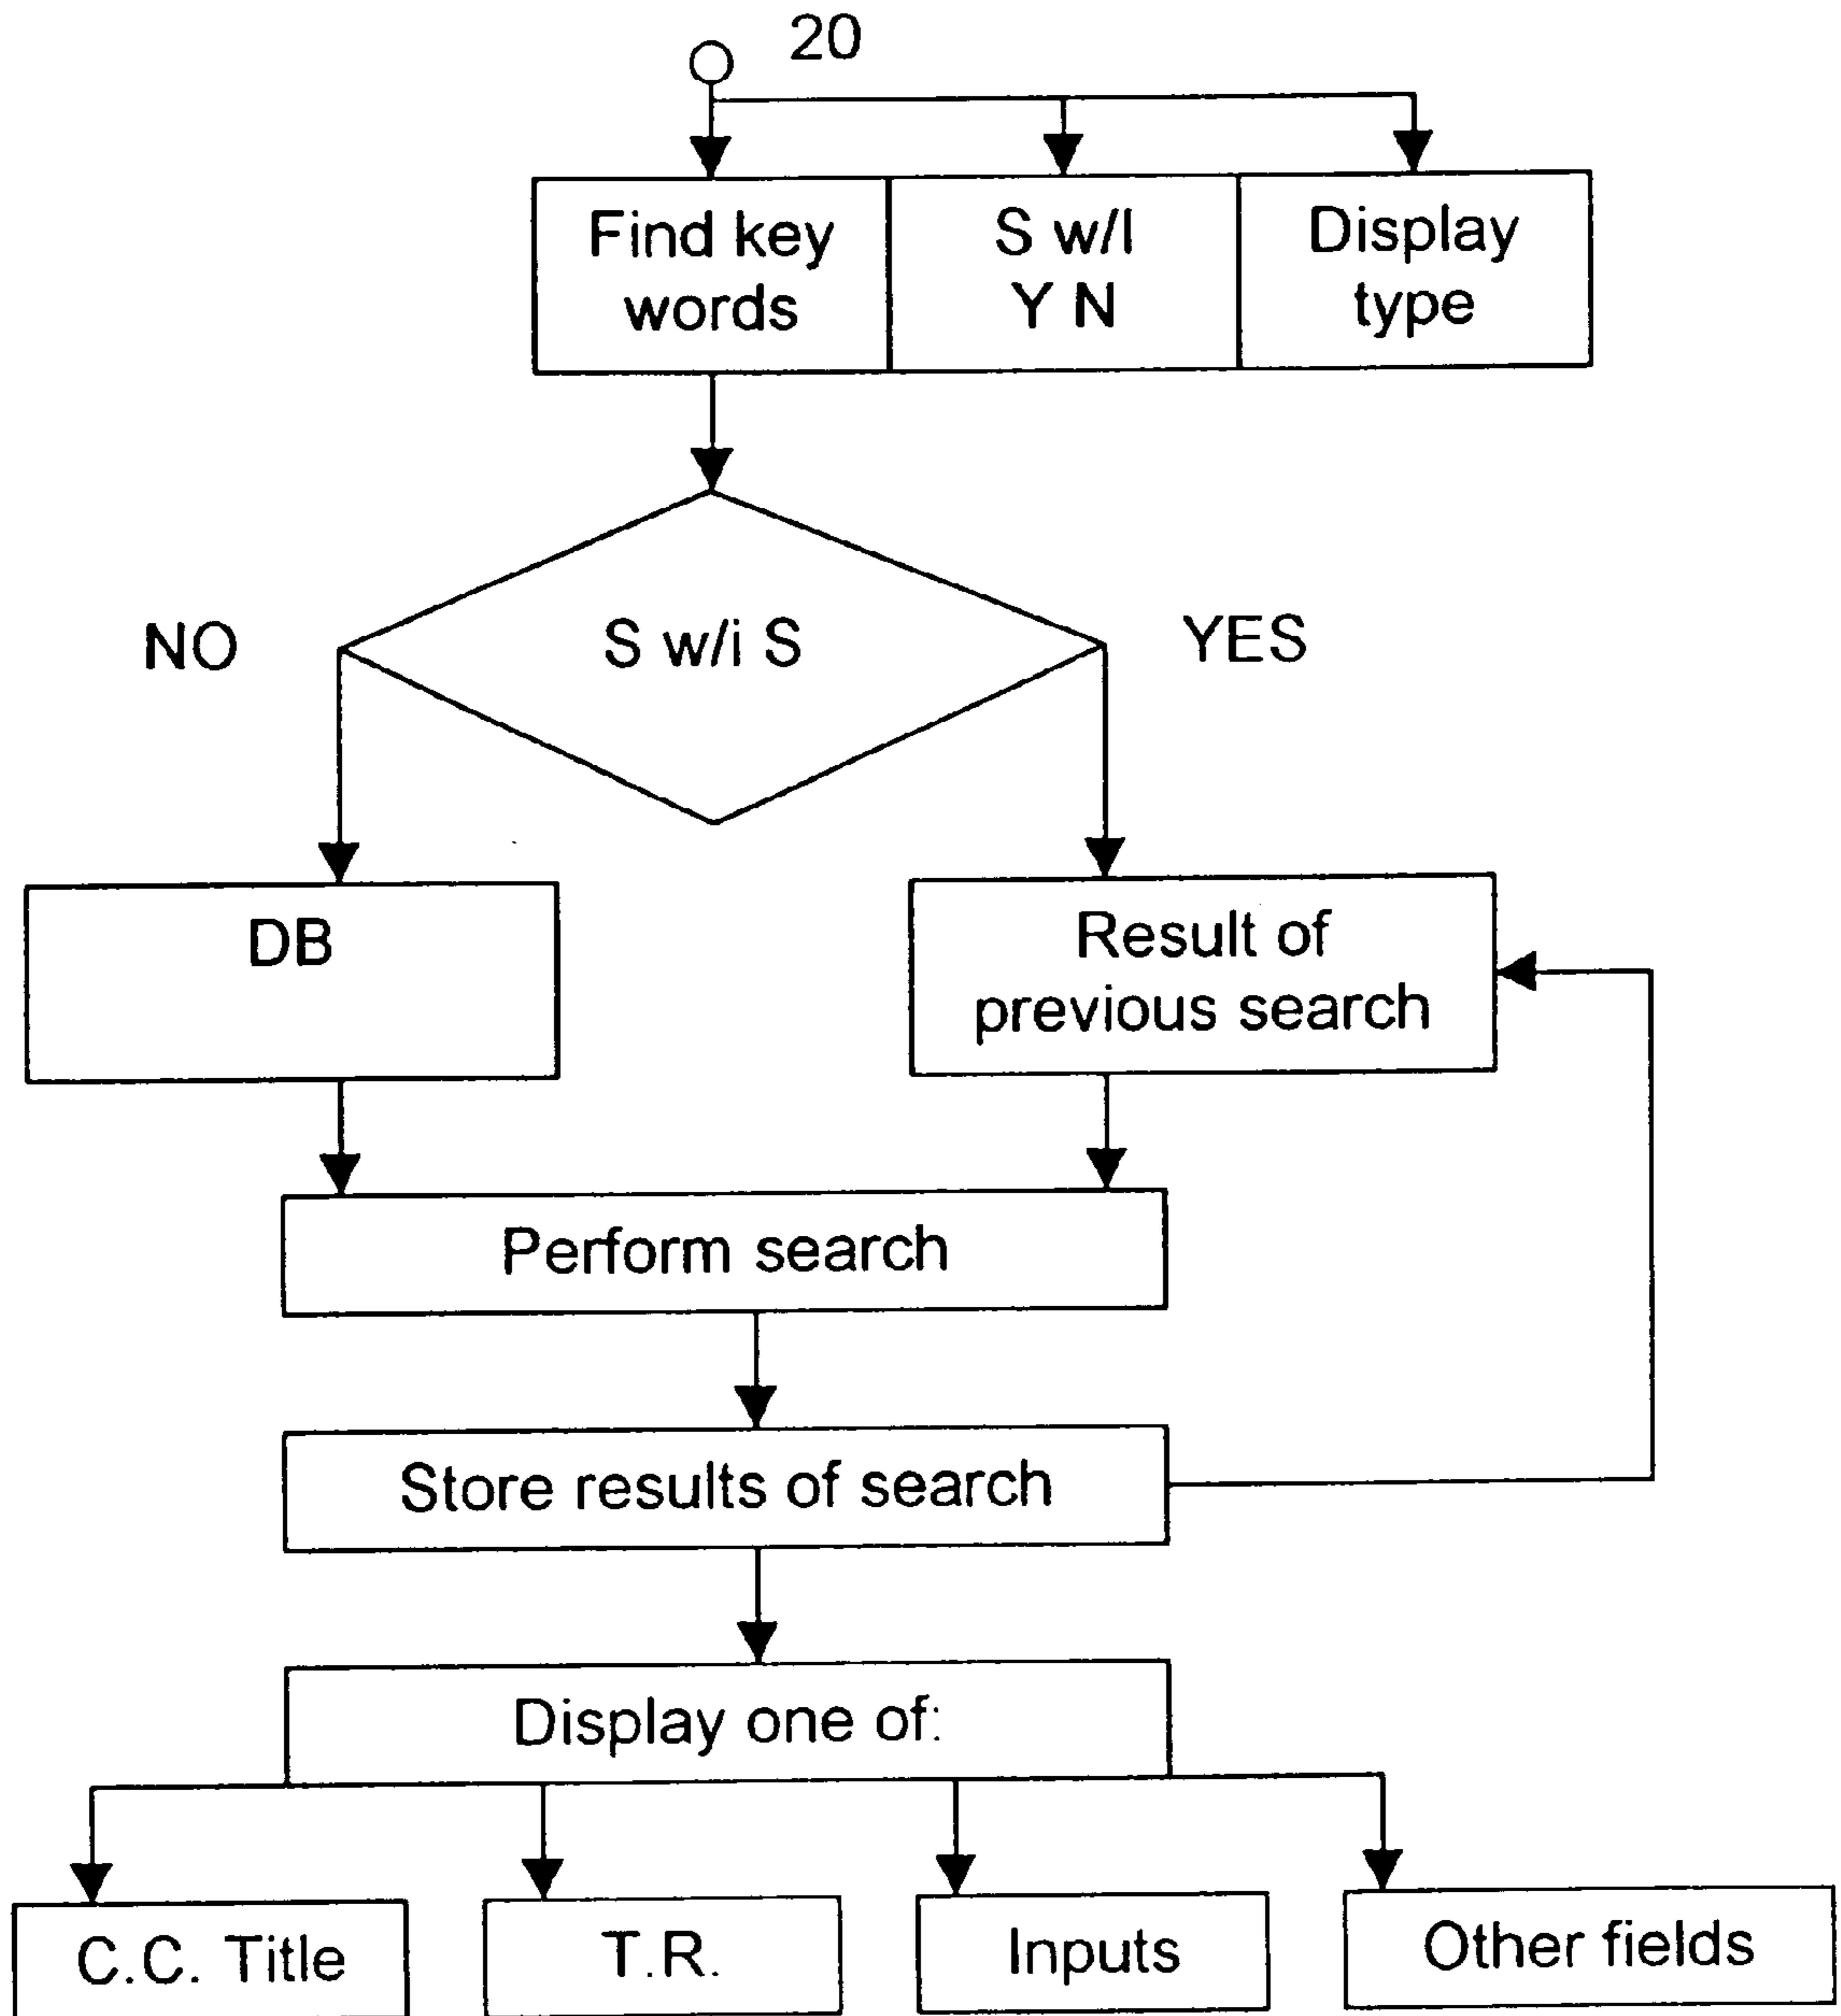 20
Find key
words
S w/I
Y N
Display
type
NO
S w/i S
YES
DB
Result of
previous search
Perform search
Store results of search
Display one of:
C.C. Title
T.R.
Inputs
Other fields